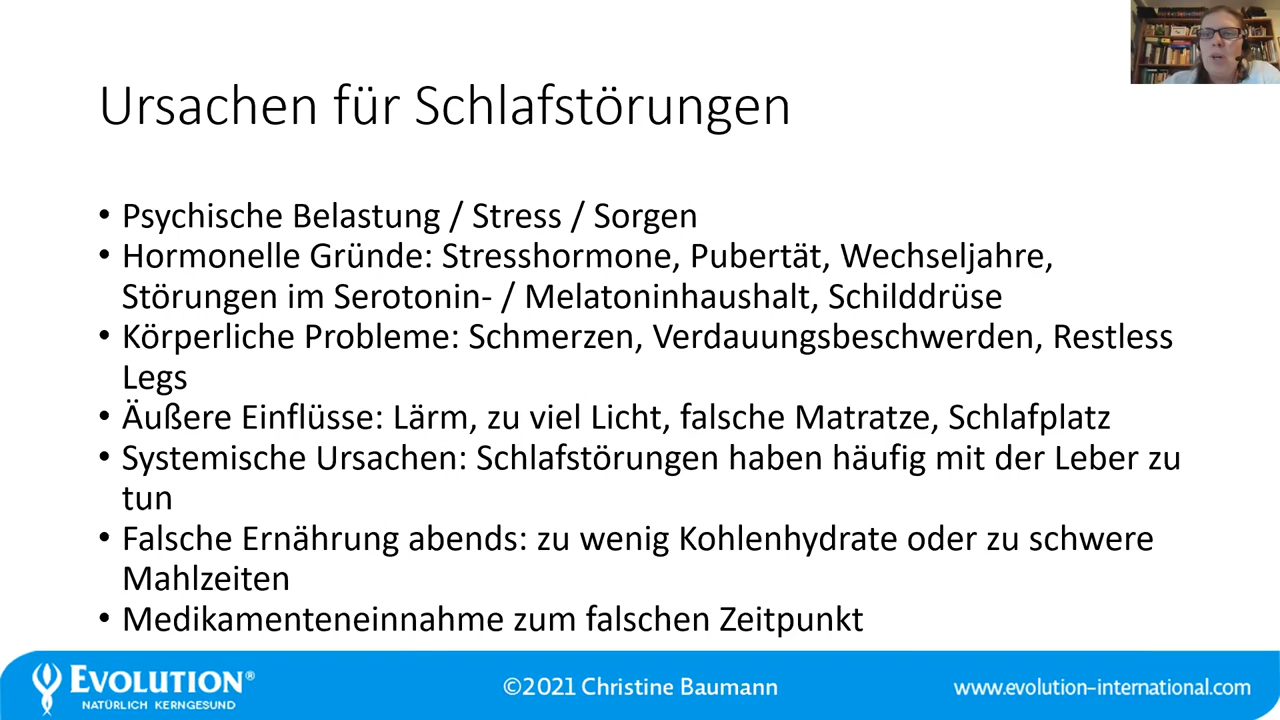 Ursachen für Schlafstörungen
• Psychische Belastung / Stress / Sorgen
• Hormonelle Gründe: Stresshormone, Pubertät, Wechseljahre,
Störungen im Serotonin- / Melatoninhaushalt, Schilddrüse
• Körperliche Probleme: Schmerzen, Verdauungsbeschwerden, Restless
Legs
• Äußere Einflüsse: Lärm, zu viel Licht, falsche Matratze, Schlafplatz
• Systemische Ursachen: Schlafstörungen haben häufig mit der Leber zu
tun
• Falsche Ernährung abends: zu wenig Kohlenhydrate oder zu schwere
Mahlzeiten
• Medikamenteneinnahme zum falschen Zeitpunkt
EVOLUTION®
NATÜRLICH KERNGESUND
©2021 Christine Baumann
www.evolution-international.com